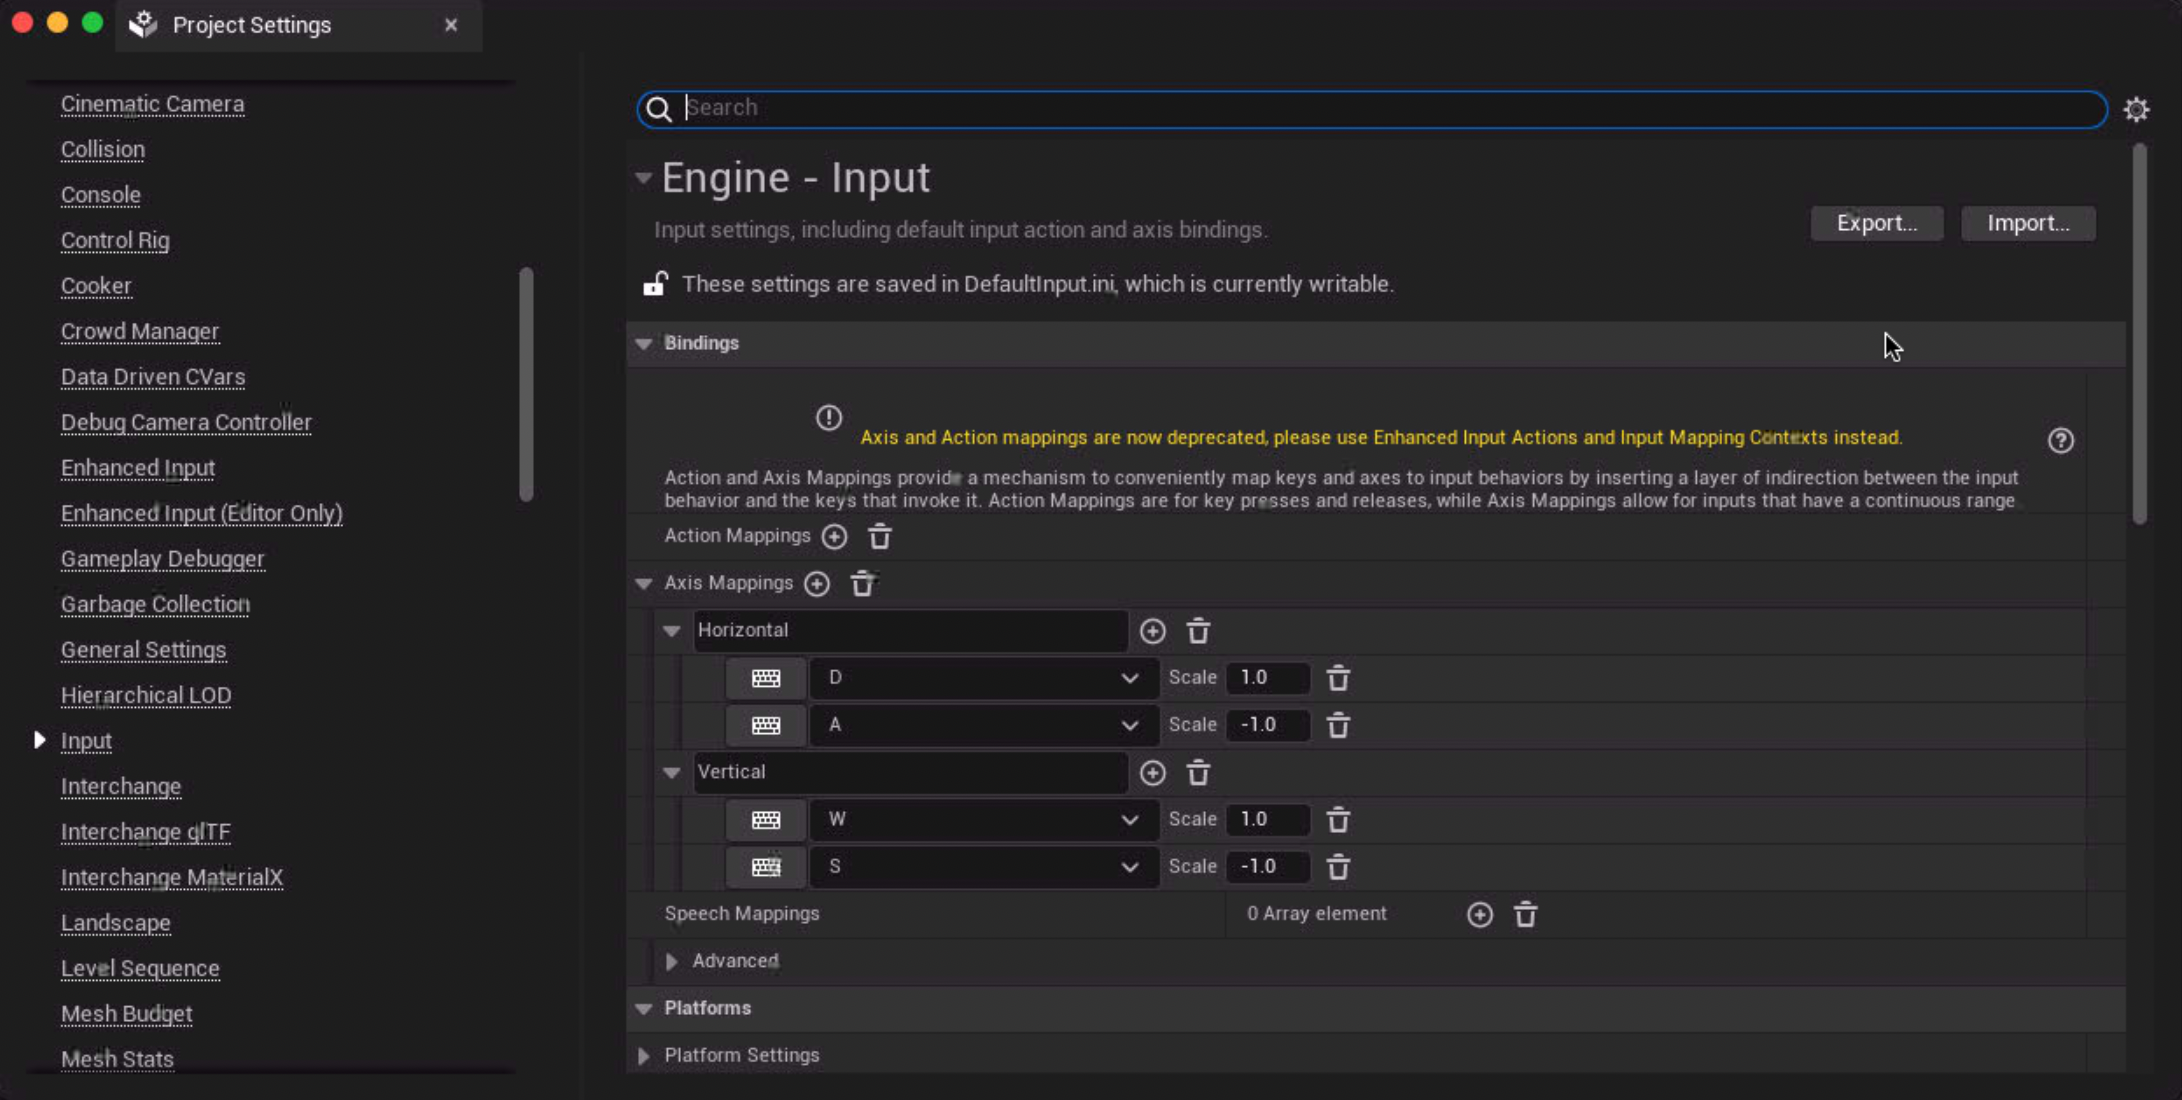 Project Settings
Cinematic Camera
Collision
Console
Control Rig
Cooker
Crowd Manager
Data Driven CVars
Debug Camera Controller
Enhanced Input
Enhanced Input (Editor Only)
Gameplay Debugger
Garbage Collection
General Settings
Hierarchical LOD
Input
Interchange
Interchange glTF
Interchange MaterialX
Landscape
Level Sequence
Mesh Budget
Mesh Stats
Search
Engine - Input
Input settings, including default input action and axis bindings.
Export...
Import...
These settings are saved in DefaultInput.ini, which is currently writable.
Bindings
Axis and Action mappings are now deprecated, please use Enhanced Input Actions and Input Mapping Contexts instead.
Action and Axis Mappings provide a mechanism to conveniently map keys and axes to input behaviors by inserting a layer of indirection between the input
behavior and the keys that invoke it. Action Mappings are for key presses and releases, while Axis Mappings allow for inputs that have a continuous range
Action Mappings
Axis Mappings
Horizontal
D Scale 1.0
A Scale -1.0
Vertical
W Scale 1.0
S Scale -1.0
Speech Mappings 0 Array element
Advanced
Platforms
Platform Settings